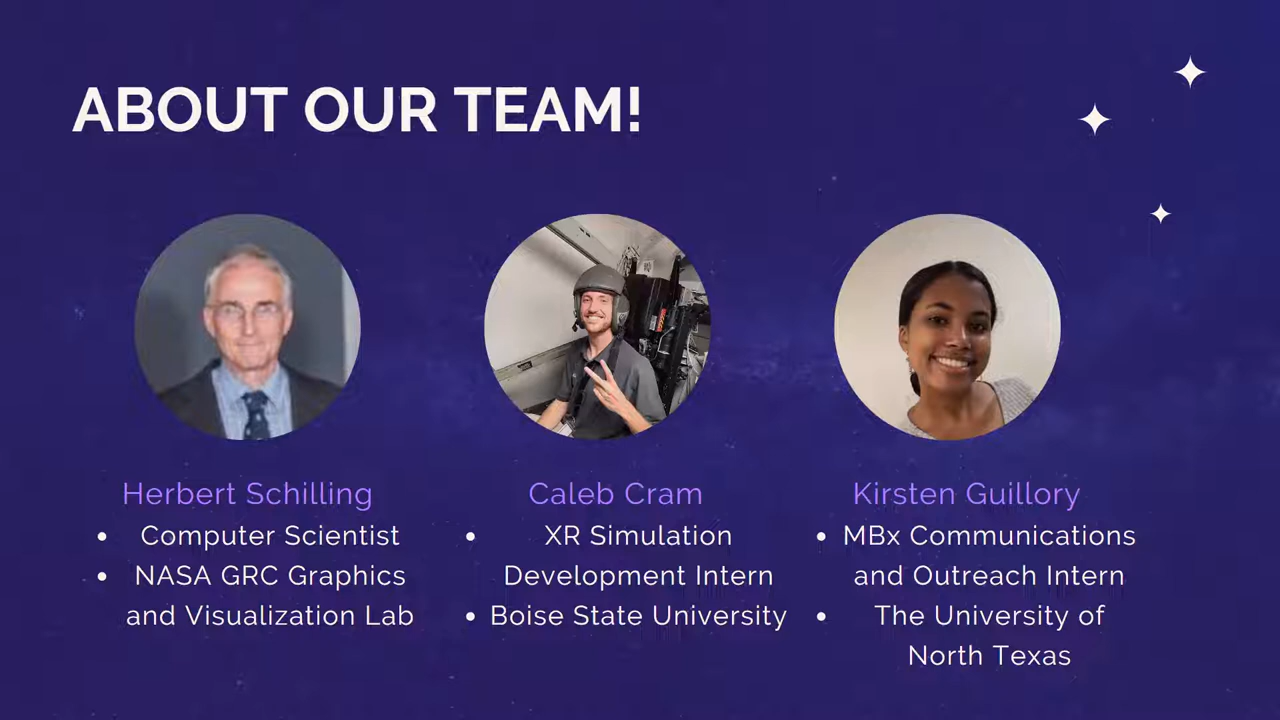 ABOUT OUR TEAM!
Herbert Schilling
• Computer Scientist
• NASA GRC Graphics
and Visualization Lab
Caleb Cram
• XR Simulation
Development Intern
• Boise State University
Kirsten Guillory
• MBx Communications
and Outreach Intern
• The University of
North Texas